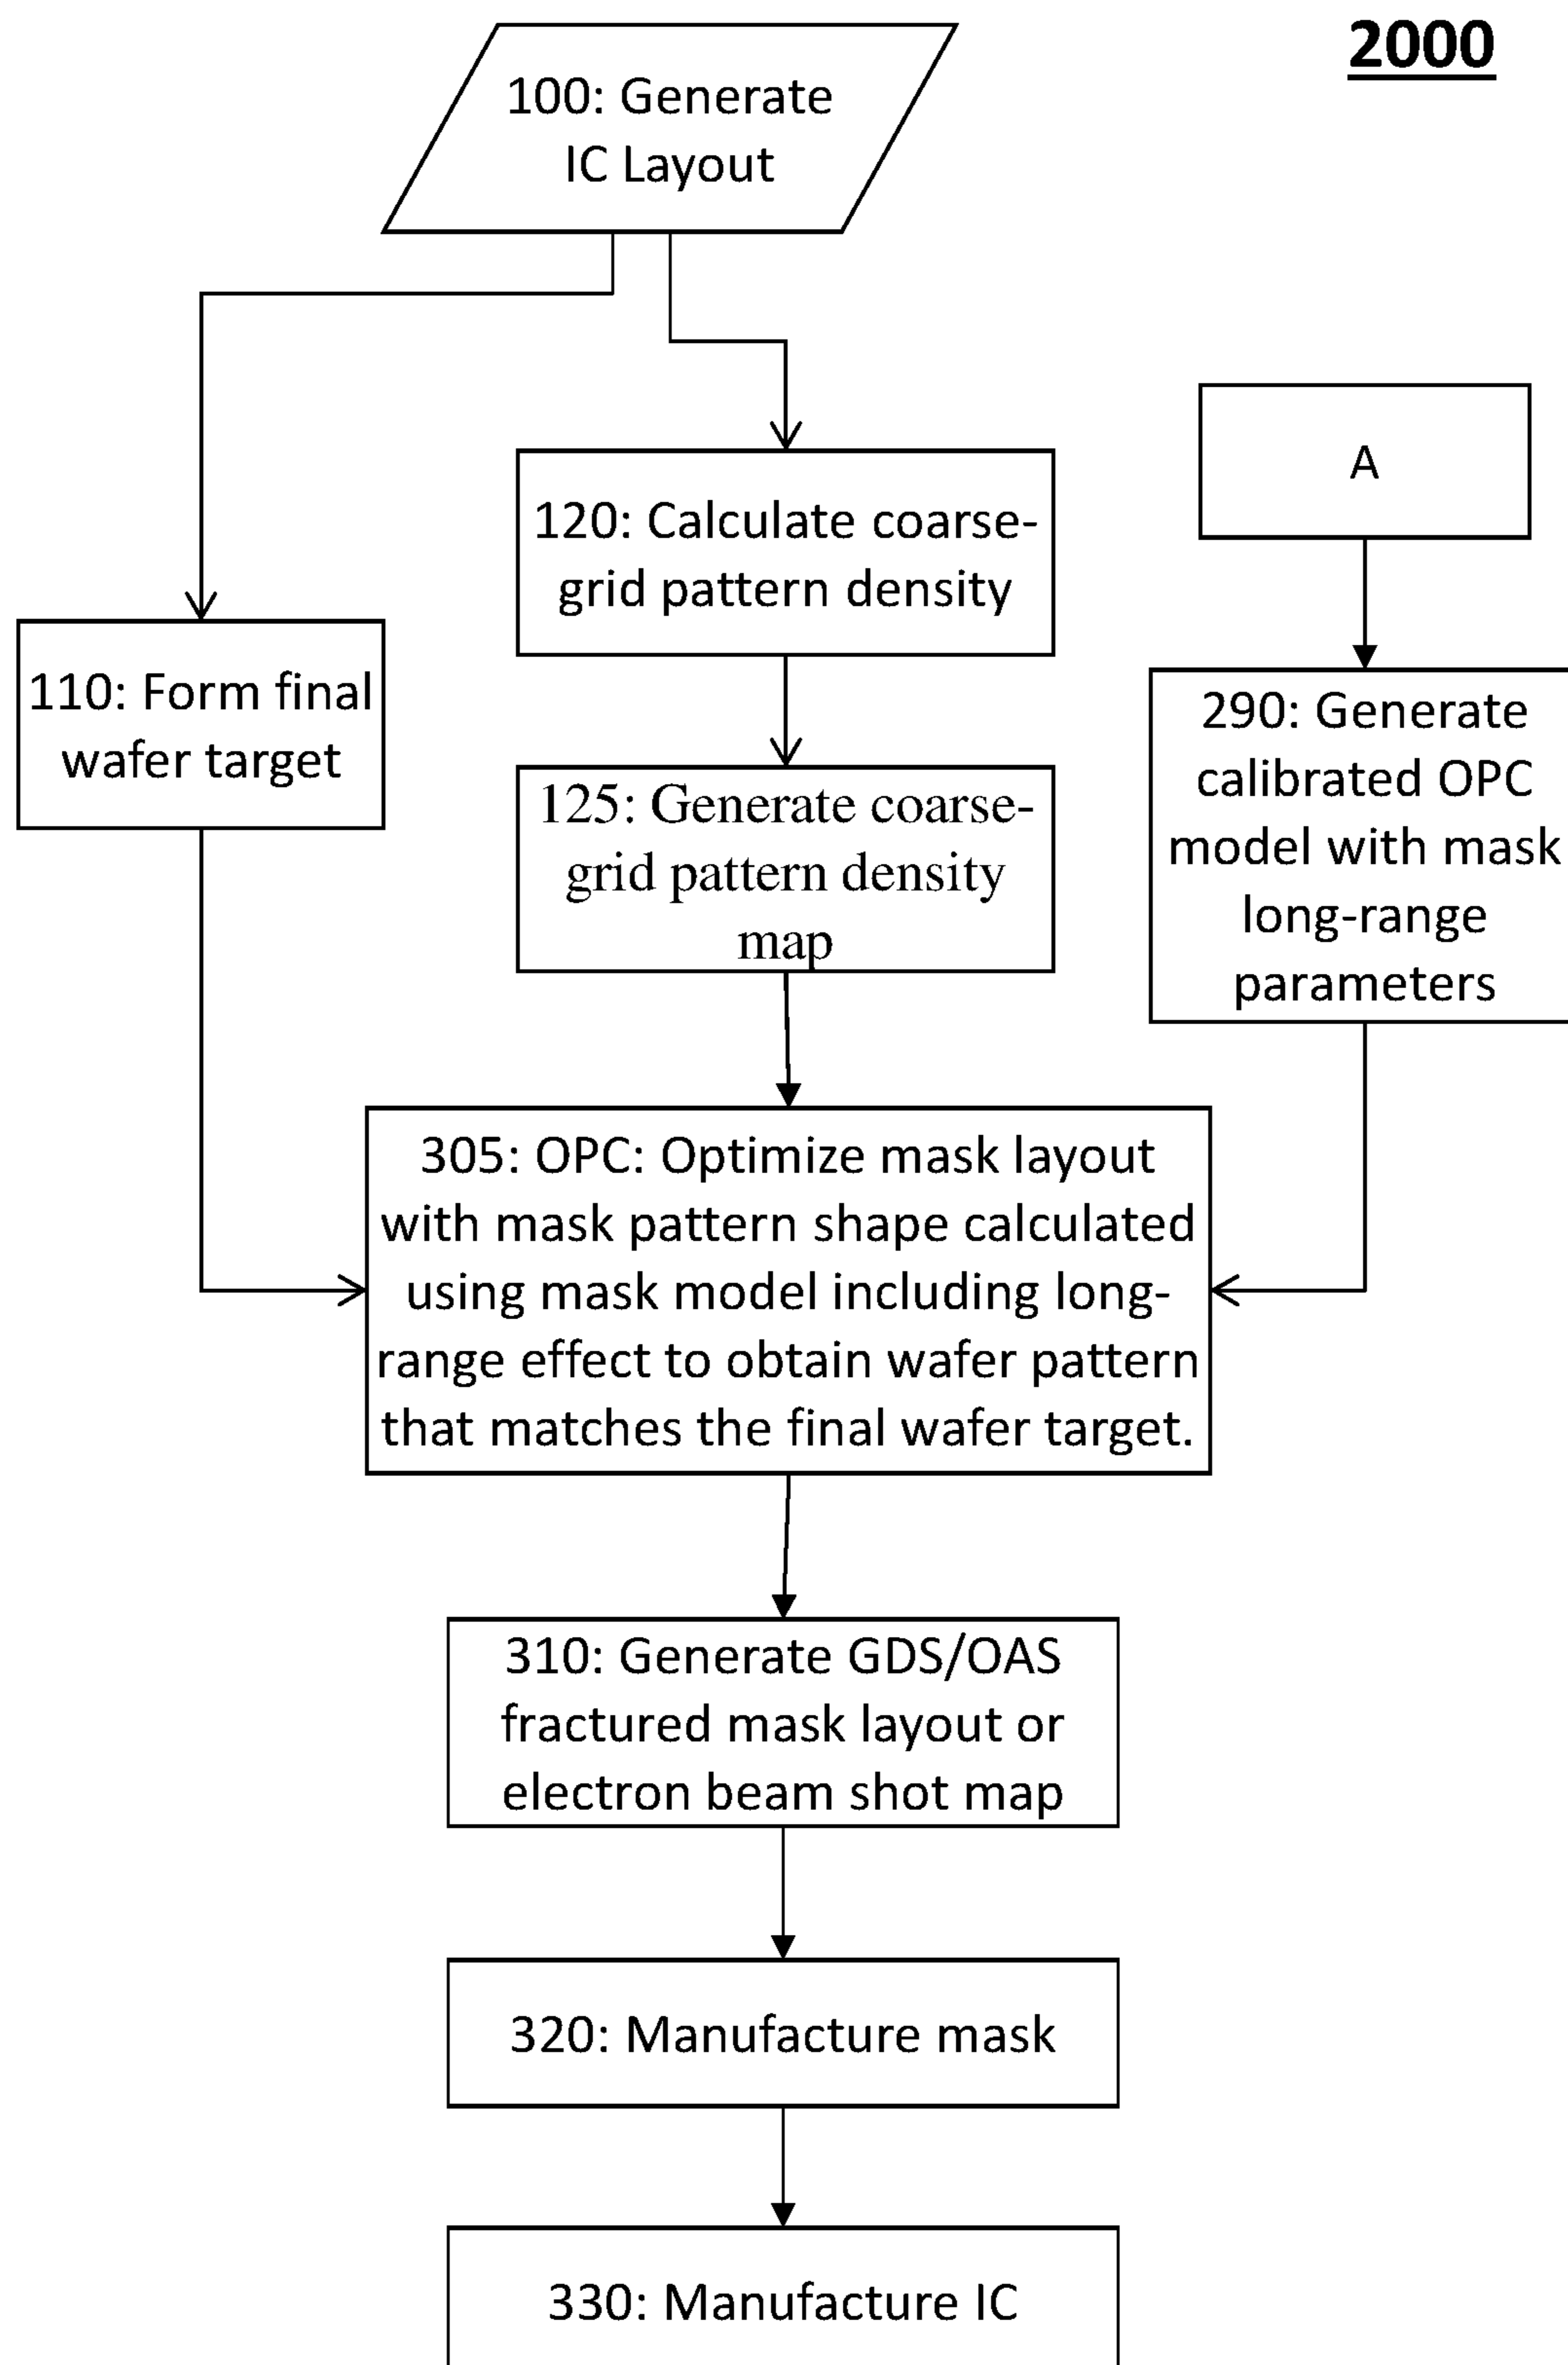 2000
100: Generate
IC Layout
A
120: Calculate coarse-
grid pattern density
110: Form final
wafer target
290: Generate
calibrated OPC
model with mask
long-range
parameters
125: Generate coarse-
grid pattern density
map
305: OPC: Optimize mask layout
with mask pattern shape calculated
using mask model including long-
range effect to obtain wafer pattern
that matches the final wafer target.
310: Generate GDS/OAS
fractured mask layout or
electron beam shot map
320: Manufacture mask
330: Manufacture IC